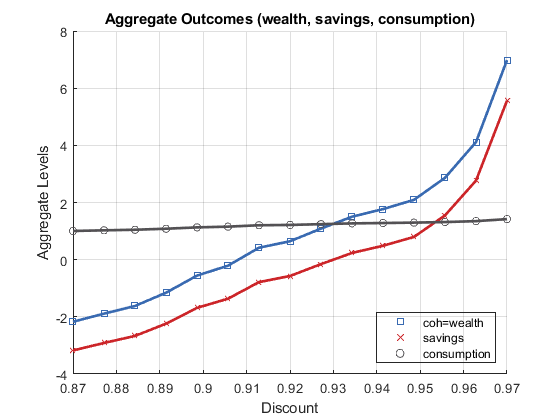 Aggregate Outcomes (wealth, savings, consumption)
8
6
4
2
0
-2
-4
Aggregate Levels
0.87 0.88 0.89 0.9 0.91 0.92 0.93 0.94 0.95 0.96 0.97
Discount
coh=wealth
savings
consumption